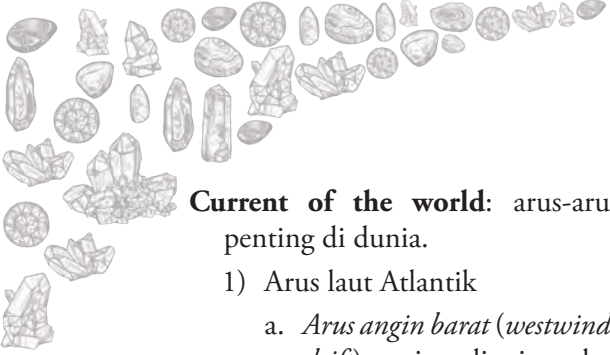 Current of the world: arus-aru
penting di dunia.
1) Arus laut Atlantik
a. Arus angin barat (westwind